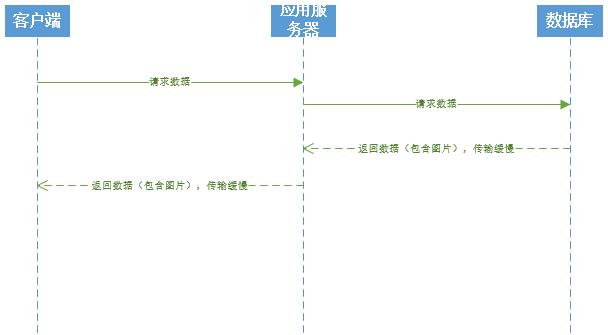 客户端
应用服
务器
数据库
请求数据
请求数据
返回数据（包含图片），传输缓慢
返回数据（包含图片），传输缓慢